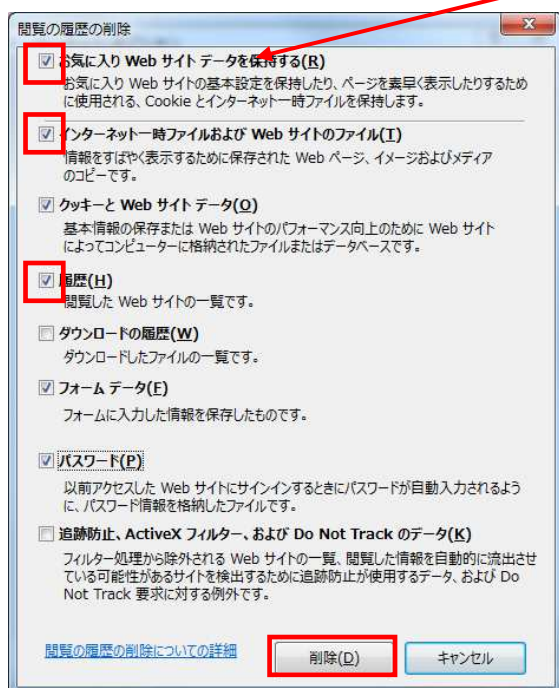 閲覧の履歴の削除
お気に入り Web サイト データを保持する(R)
お気に入り Web サイトの基本設定を保持したり、ページを素早く表示したりするため
に使用される、Cookie とインターネット一時ファイルを保持します。
インターネット一時ファイルおよび Web サイトのファイル(T)
情報をすばやく表示するために保存された Web ページ、イメージおよびメディア
のコピーです。
クッキーと Web サイト データ(O)
基本情報の保存または Web サイトのパフォーマンス向上のために Web サイト
によってコンピューターに格納されたファイルまたはデータベースです。
履歴(H)
閲覧した Web サイトの一覧です。
ダウンロードの履歴(W)
ダウンロードしたファイルの一覧です。
フォーム データ(F)
フォームに入力した情報を保存したものです。
パスワード(P)
以前アクセスした Web サイトにサインインするときにパスワードが自動入力されるよう
に、パスワード情報を格納したファイルです。
追跡防止、ActiveX フィルター、および Do Not Track のデータ(K)
フィルター処理から除外される Web サイトの一覧、閲覧した情報を自動的に流出させ
ている可能性があるサイトを検出するために追跡防止が使用するデータ、および Do
Not Track 要求に対する例外です。
閲覧の履歴の削除についての詳細
削除(D)
キャンセル